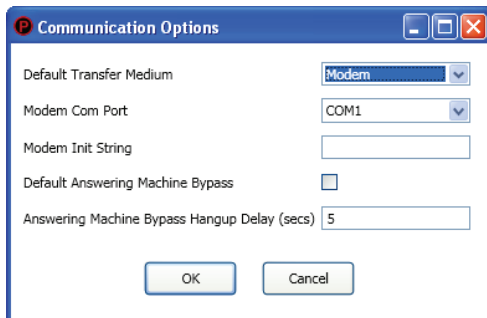 P Communication Options
Default Transfer Medium Modem
Modem Com Port COM1
Modem Init String
Default Answering Machine Bypass
Answering Machine Bypass Hangup Delay (secs) 5
OK Cancel